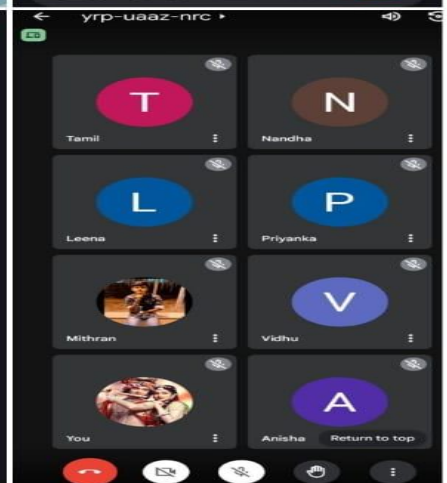 yrp-uaaz-nrc
T
N
Tamil
Nandha
L
P
Leena
Priyanka
V
Mithran
Vidhu
A
You
Anisha
Return to top